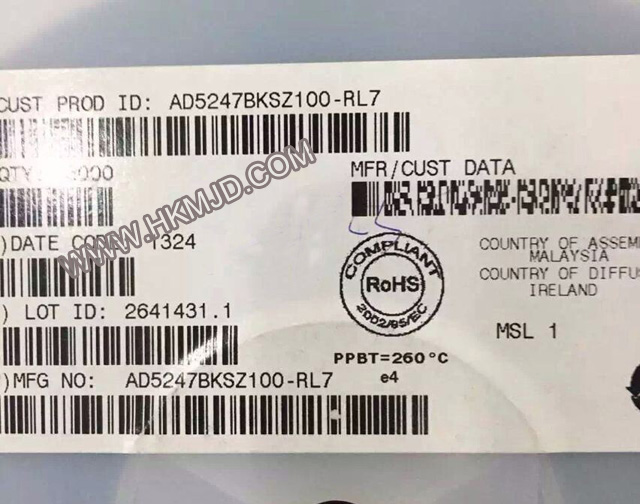 CUST PROD ID: AD5247BKSZ100-RL7
QTY 000
MFR/CUST DATA
)DATE CODE 1324
COUNTRY OF ASSEM
MALAYSIA
COUNTRY OF DIFFUS
IRELAND
COMPLIANT
RoHS
2002/95/EC
) LOT ID: 2641431.1
MSL 1
PPBT=260°C
e4
)MFG NO: AD5247BKSZ100-RL7
WWW.HKMJD.COM